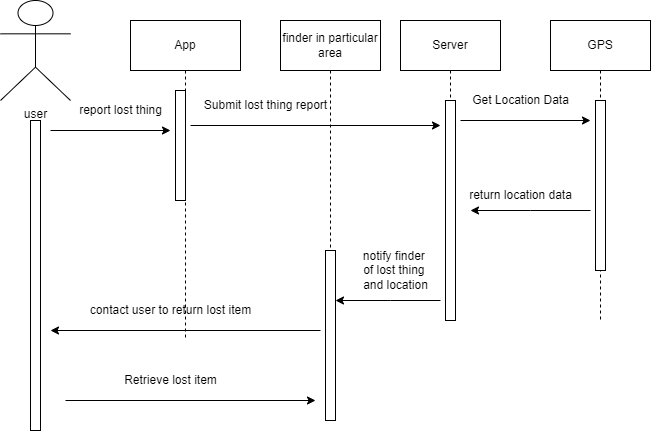 App
finder in particular
area
Server
GPS
user
report lost thing
Submit lost thing report
Get Location Data
return location data
notify finder
of lost thing
and location
contact user to return lost item
Retrieve lost item